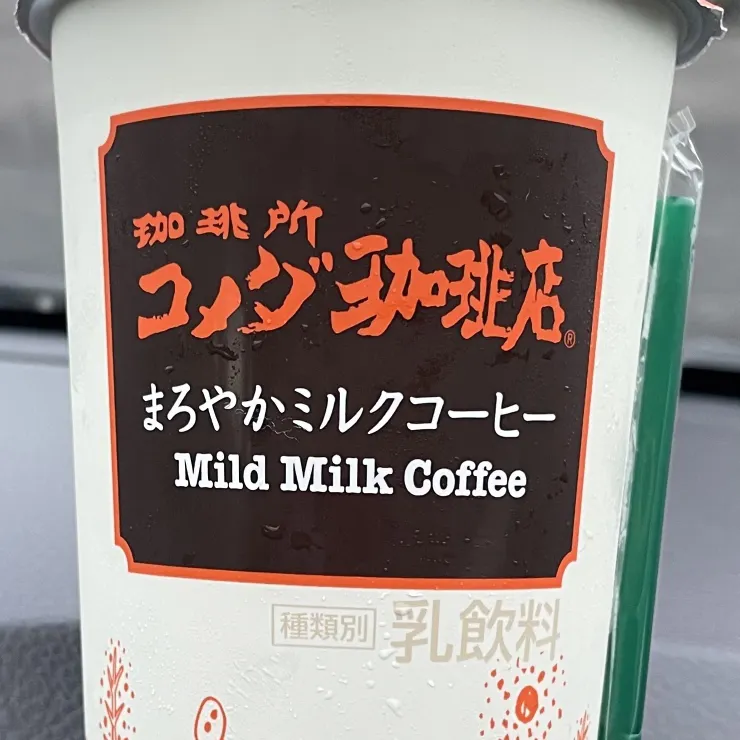 珈琲所
コメダ珈琲店®
まろやかミルクコーヒー
Mild Milk Coffee
種類別 乳飲料